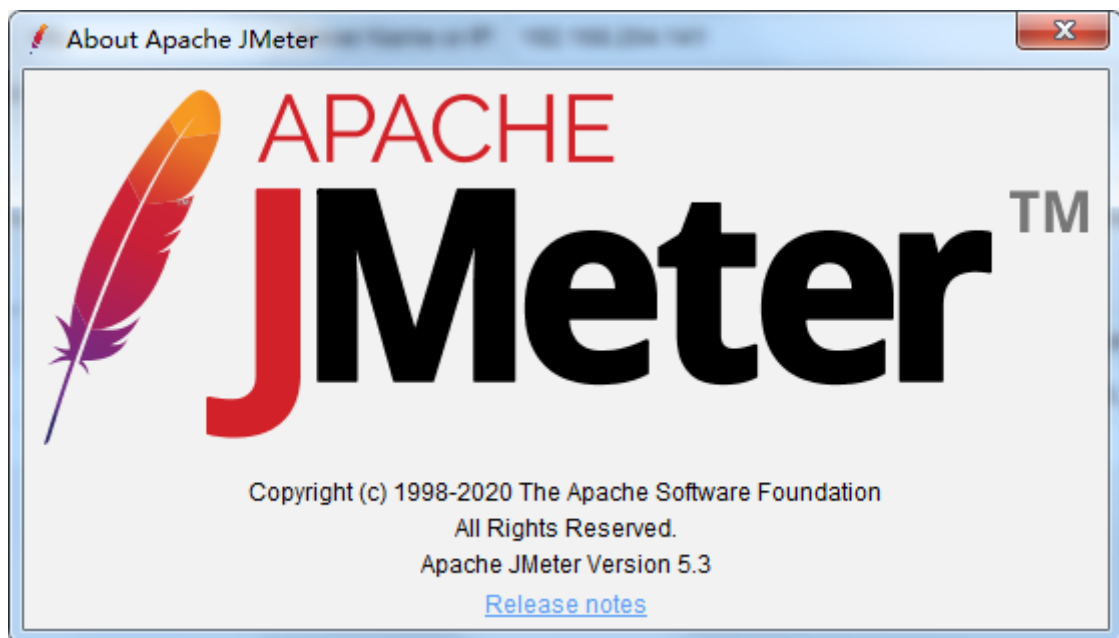 About Apache JMeter
APACHE
JMeter TM
TM
Copyright (c) 1998-2020 The Apache Software Foundation
All Rights Reserved.
Apache JMeter Version 5.3
Release notes